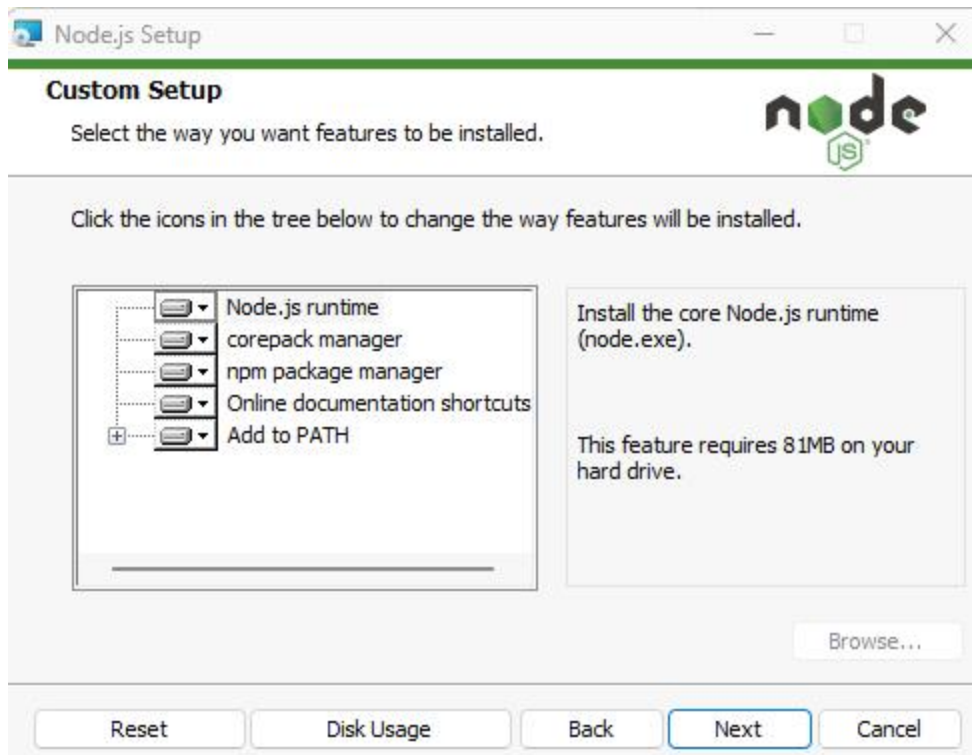 Node.js Setup
Custom Setup
Select the way you want features to be installed.
node
JS
Click the icons in the tree below to change the way features will be installed.
Node.js runtime
corepack manager
npm package manager
Online documentation shortcuts
Add to PATH
Install the core Node.js runtime
(node.exe).
This feature requires 81MB on your
hard drive.
Browse...
Reset
Disk Usage
Back
Next
Cancel